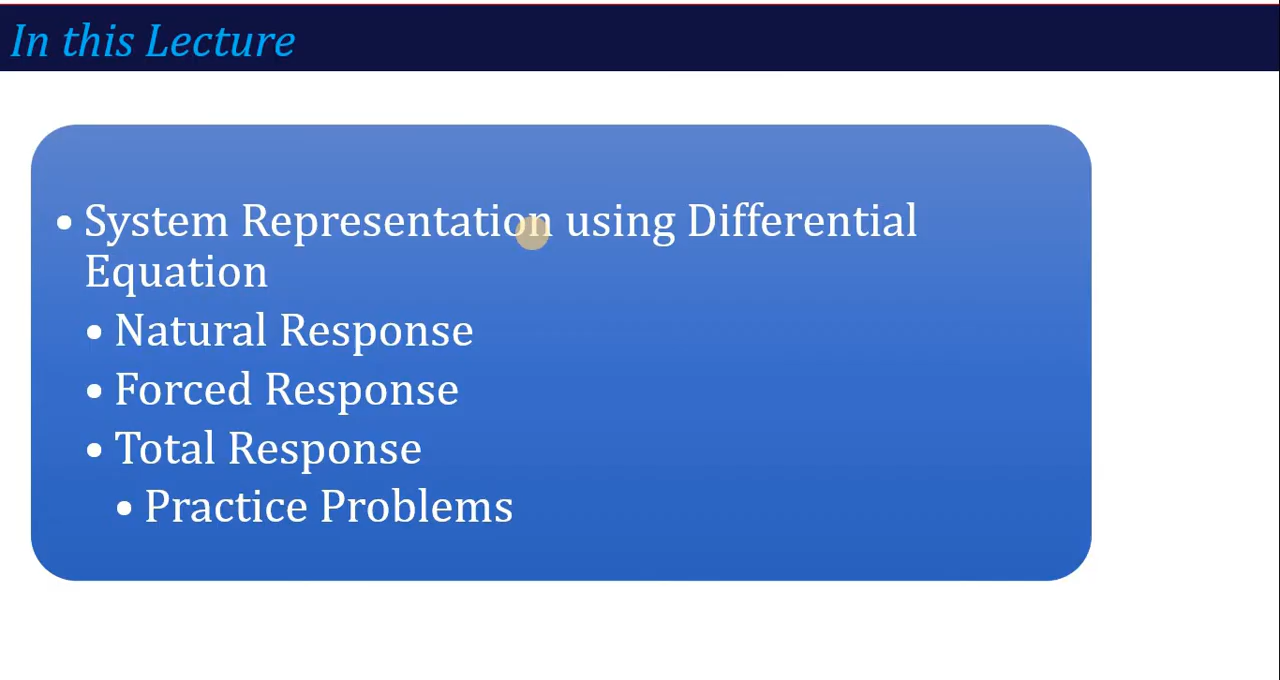 In this Lecture
• System Representation using Differential
Equation
• Natural Response
• Forced Response
• Total Response
• Practice Problems